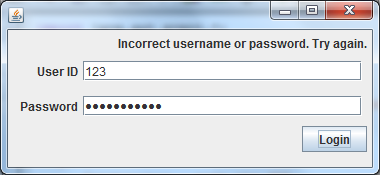 Incorrect username or password. Try again.
User ID 123
Password •••••••••••
Login